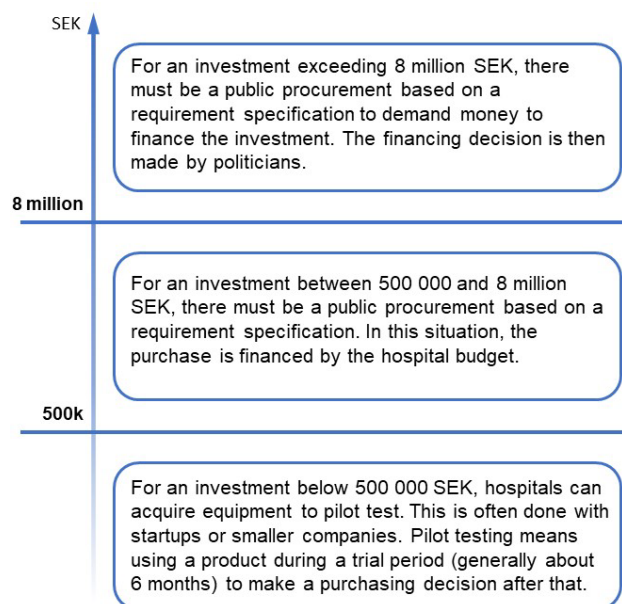 SEK
For an investment exceeding 8 million SEK, there
must be a public procurement based on a
requirement specification to demand money to
finance the investment. The financing decision is then
made by politicians.
8 million
For an investment between 500 000 and 8 million
SEK, there must be a public procurement based on a
requirement specification. In this situation, the
purchase is financed by the hospital budget.
500k
For an investment below 500 000 SEK, hospitals can
acquire equipment to pilot test. This is often done with
startups or smaller companies. Pilot testing means
using a product during a trial period (generally about
6 months) to make a purchasing decision after that.